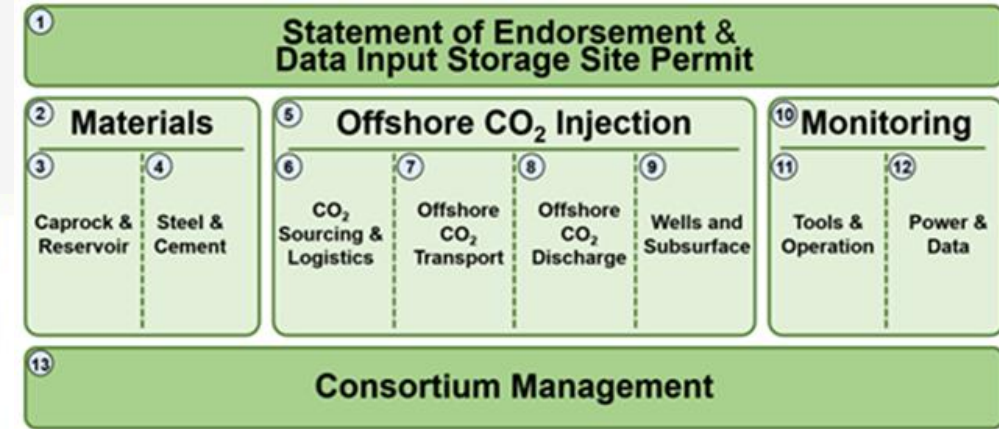 1
Statement of Endorsement &
Data Input Storage Site Permit
2
Materials
3
Caprock &
Reservoir
4
Steel &
Cement
5
Offshore CO₂ Injection
6
CO₂
Sourcing &
Logistics
7
Offshore
CO₂
Transport
8
Offshore
CO₂
Discharge
9
Wells and
Subsurface
10
Monitoring
11
Tools &
Operation
12
Power &
Data
13
Consortium Management